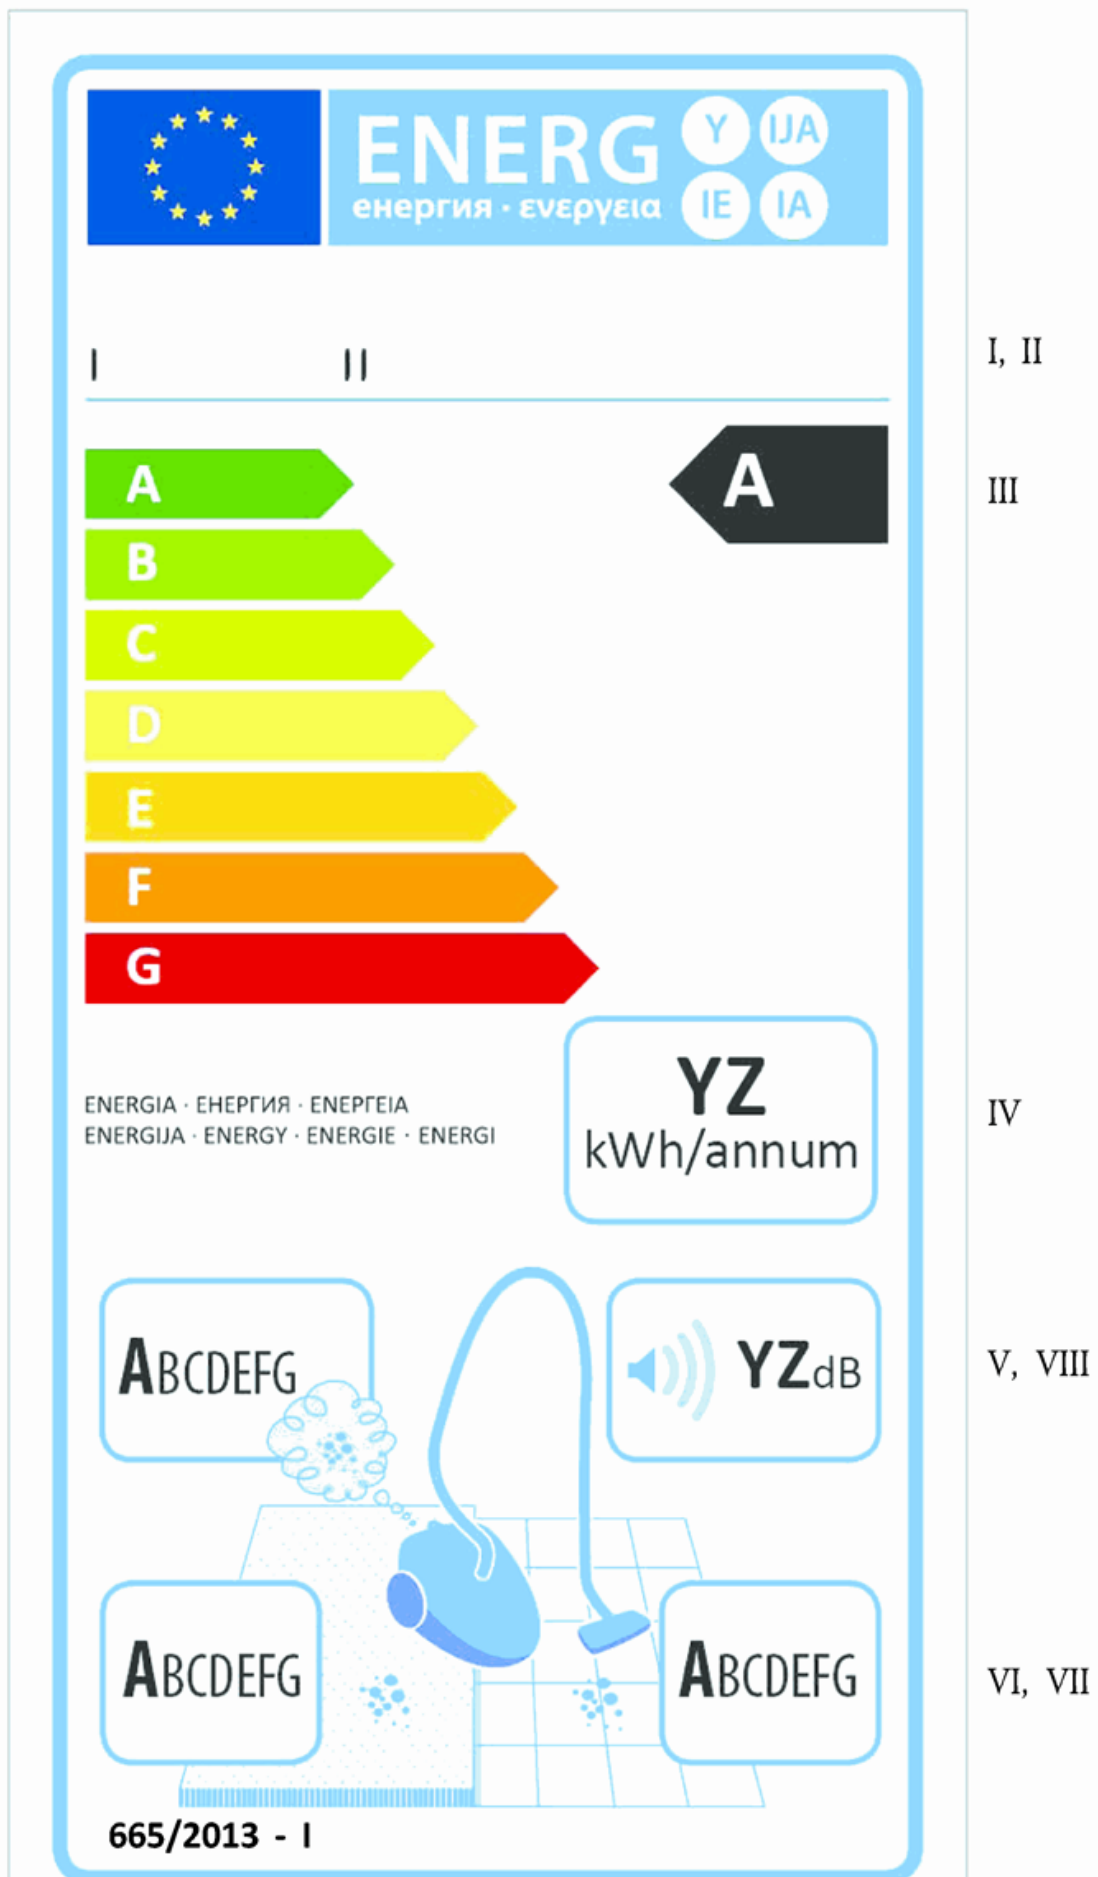 ENERG Y IJA
енергия · ενεργεια IE IA
I II I, II
A A III
B
C
D
E
F
G
YZ
kWh/annum IV
ENERGIA · ЕНЕРГИЯ · ΕΝΕΡΓΕΙΑ
ENERGIJA · ENERGY · ENERGIE · ENERGI
ABCDEFG YZdB V, VIII
ABCDEFG ABCDEFG VI, VII
665/2013 - I